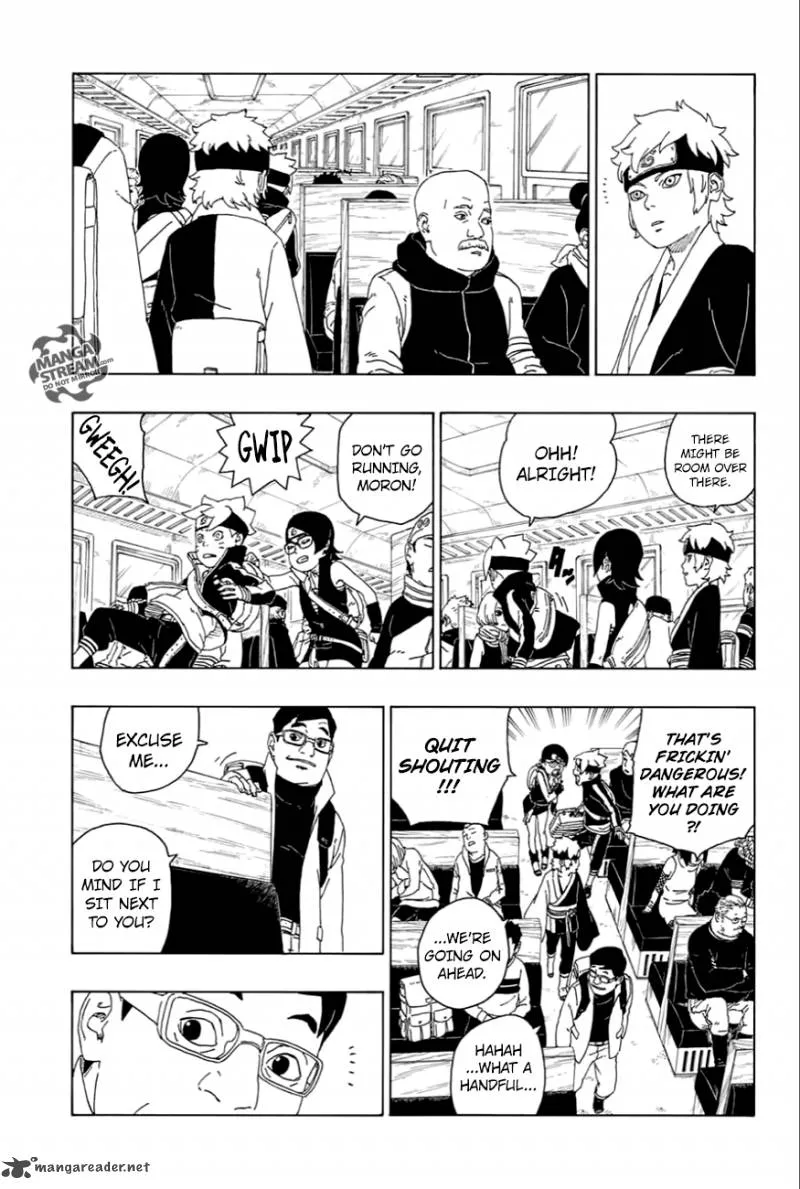 MANGA
STREAM.com
DO NOT MIRROR
THERE
MIGHT BE
ROOM OVER
THERE.
OHH!
ALRIGHT!
DON'T GO
RUNNING,
MORON!
GWIP
GWEEGH!
THAT'S
FRICKIN'
DANGEROUS!
WHAT ARE
YOU DOING
?!
QUIT
SHOUTING
!!!
...WE'RE
GOING ON
AHEAD.
HAHAH
...WHAT A
HANDFUL...
EXCUSE
ME...
DO YOU
MIND IF I
SIT NEXT
TO YOU?
mangareader.net